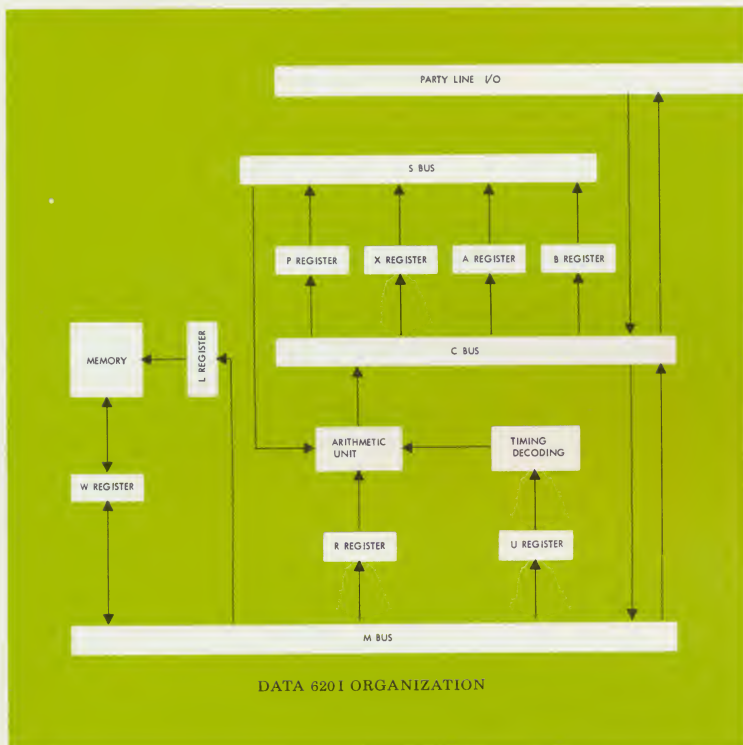 PARTY LINE I/O
S BUS
P REGISTER
X REGISTER
A REGISTER
B REGISTER
MEMORY
L REGISTER
C BUS
ARITHMETIC
UNIT
TIMING
DECODING
W REGISTER
R REGISTER
U REGISTER
M BUS
DATA 620I ORGANIZATION